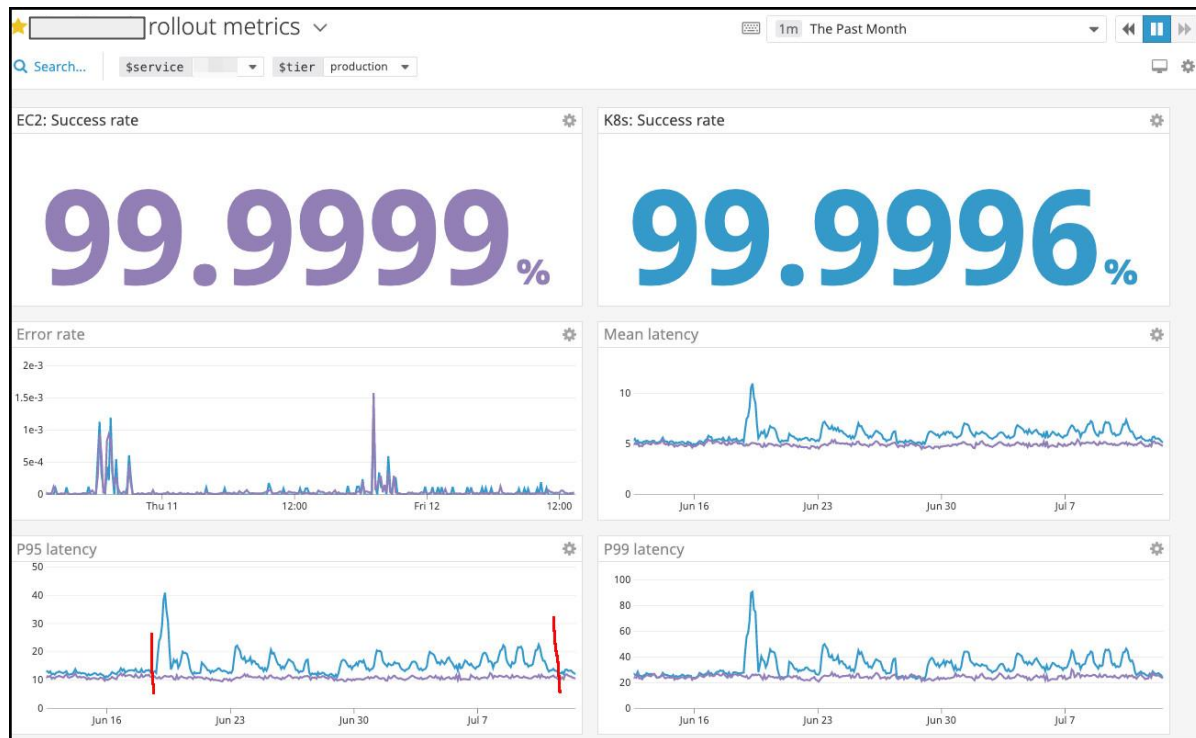 rollout metrics
1m The Past Month
Search...
$service
$tier production
EC2: Success rate
99.9999%
K8s: Success rate
99.9996%
Error rate
2e-3
1.5e-3
1e-3
5e-4
0
Thu 11 12:00 Fri 12 12:00
Mean latency
10
5
0
Jun 16 Jun 23 Jun 30 Jul 7
P95 latency
50
40
30
20
10
0
Jun 16 Jun 23 Jun 30 Jul 7
P99 latency
100
80
60
40
20
0
Jun 16 Jun 23 Jun 30 Jul 7